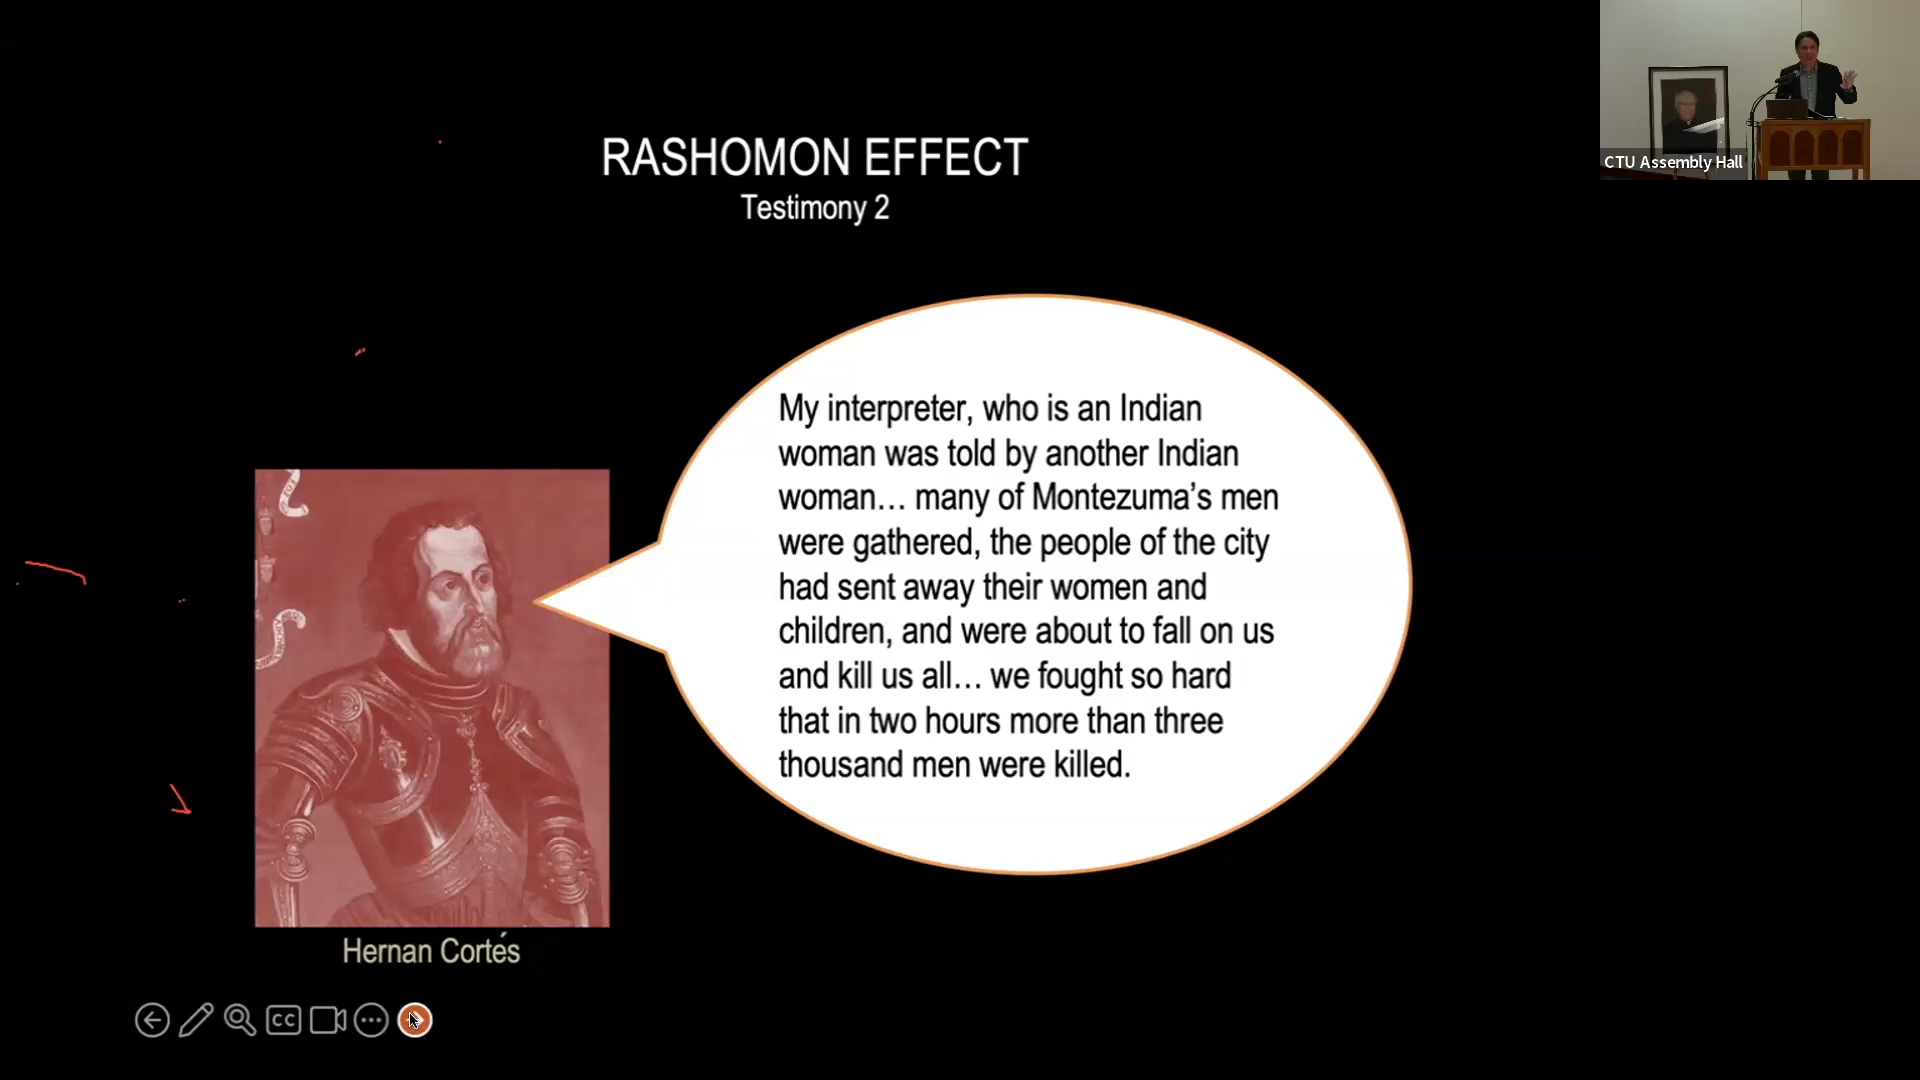 RASHOMON EFFECT
Testimony 2
My interpreter, who is an Indian
woman was told by another Indian
woman… many of Montezuma’s men
were gathered, the people of the city
had sent away their women and
children, and were about to fall on us
and kill us all… we fought so hard
that in two hours more than three
thousand men were killed.
Hernan Cortés
CC
CTU Assembly Hall